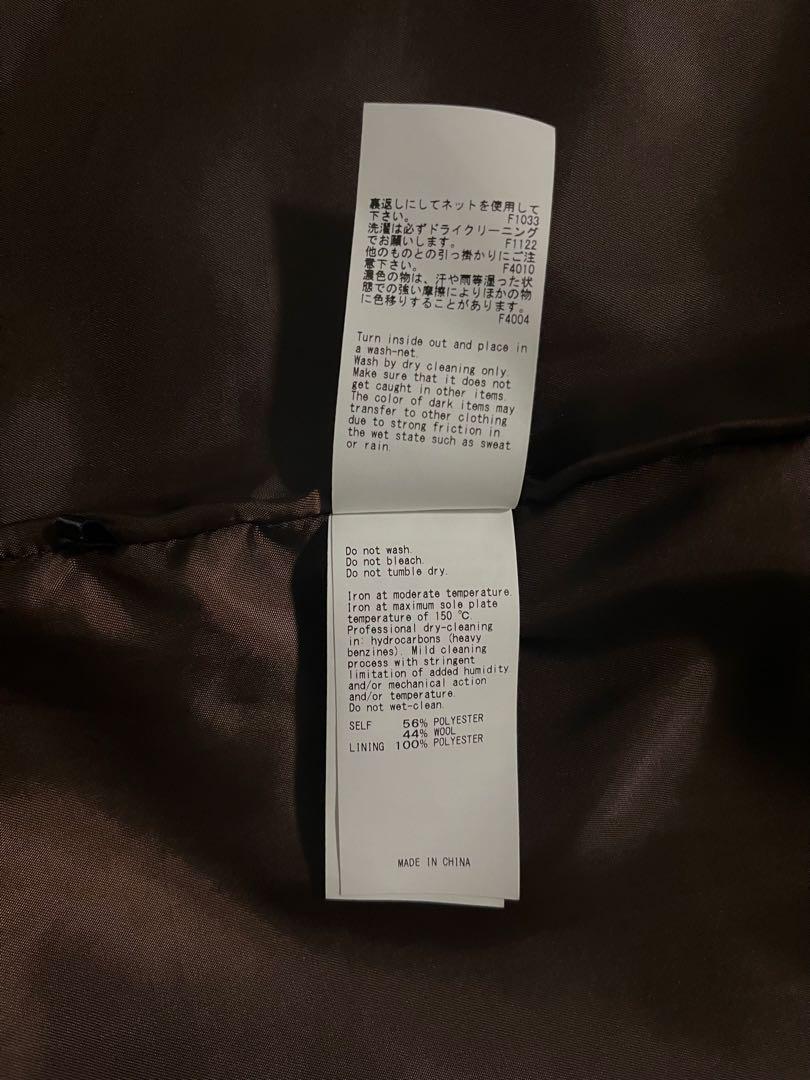 裏返しにしてネットを使用して
下さい。 F1033
洗濯は必ずドライクリーニング
でお願いします。 F1122
他のものとの引っ掛かりにご注
意下さい。 F4010
濃色の物は、汗や雨等湿った状
態での強い摩擦によりほかの物
に色移りすることがあります。
F4004
Turn inside out and place in
a wash-net.
Wash by dry cleaning only.
Make sure that it does not
get caught in other items.
The color of dark items may
transfer to other clothing
due to strong friction in
the wet state such as sweat
or rain.
Do not wash.
Do not bleach.
Do not tumble dry.
Iron at moderate temperature.
Iron at maximum sole plate
temperature of 150 ℃.
Professional dry-cleaning
in: hydrocarbons (heavy
benzines). Mild cleaning
process with stringent
limitation of added humidity
and/or mechanical action
and/or temperature.
Do not wet-clean.
SELF 56% POLYESTER
44% WOOL
LINING 100% POLYESTER
MADE IN CHINA